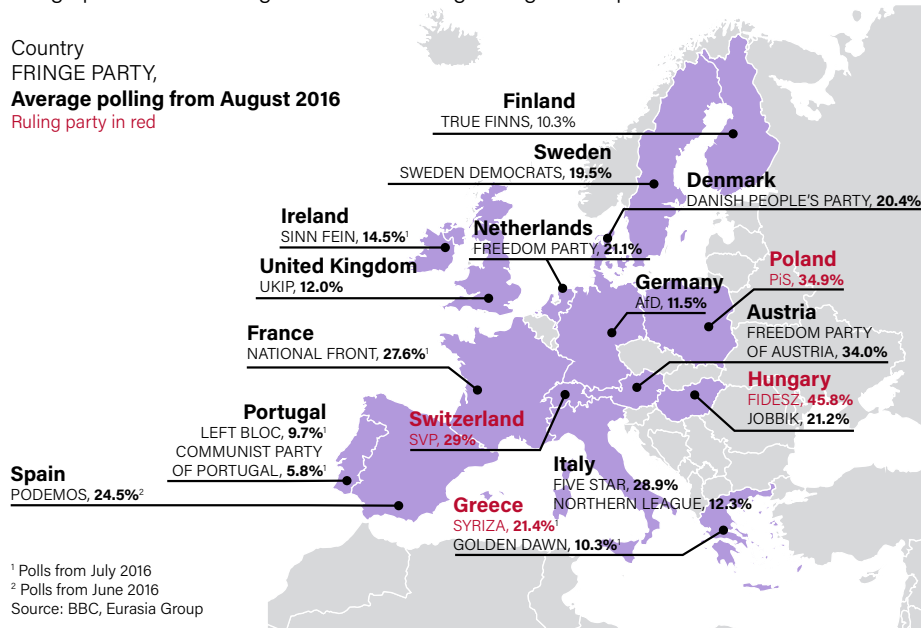 Country
FRINGE PARTY,
Average polling from August 2016
Ruling party in red
Finland
TRUE FINNS, 10.3%
Sweden
SWEDEN DEMOCRATS, 19.5%
Denmark
DANISH PEOPLE'S PARTY, 20.4%
Ireland
SINN FEIN, 14.5%¹
Netherlands
FREEDOM PARTY, 21.1%
United Kingdom
UKIP, 12.0%
Poland
PiS, 34.9%
Germany
AfD, 11.5%
Austria
FREEDOM PARTY
OF AUSTRIA, 34.0%
France
NATIONAL FRONT, 27.6%¹
Hungary
FIDESZ, 45.8%
JOBBIK, 21.2%
Switzerland
SVP, 29%
Portugal
LEFT BLOC, 9.7%¹
COMMUNIST PARTY
OF PORTUGAL, 5.8%¹
Spain
PODEMOS, 24.5%²
Italy
FIVE STAR, 28.9%
NORTHERN LEAGUE, 12.3%
Greece
SYRIZA, 21.4%¹
GOLDEN DAWN, 10.3%¹
¹ Polls from July 2016
² Polls from June 2016
Source: BBC, Eurasia Group